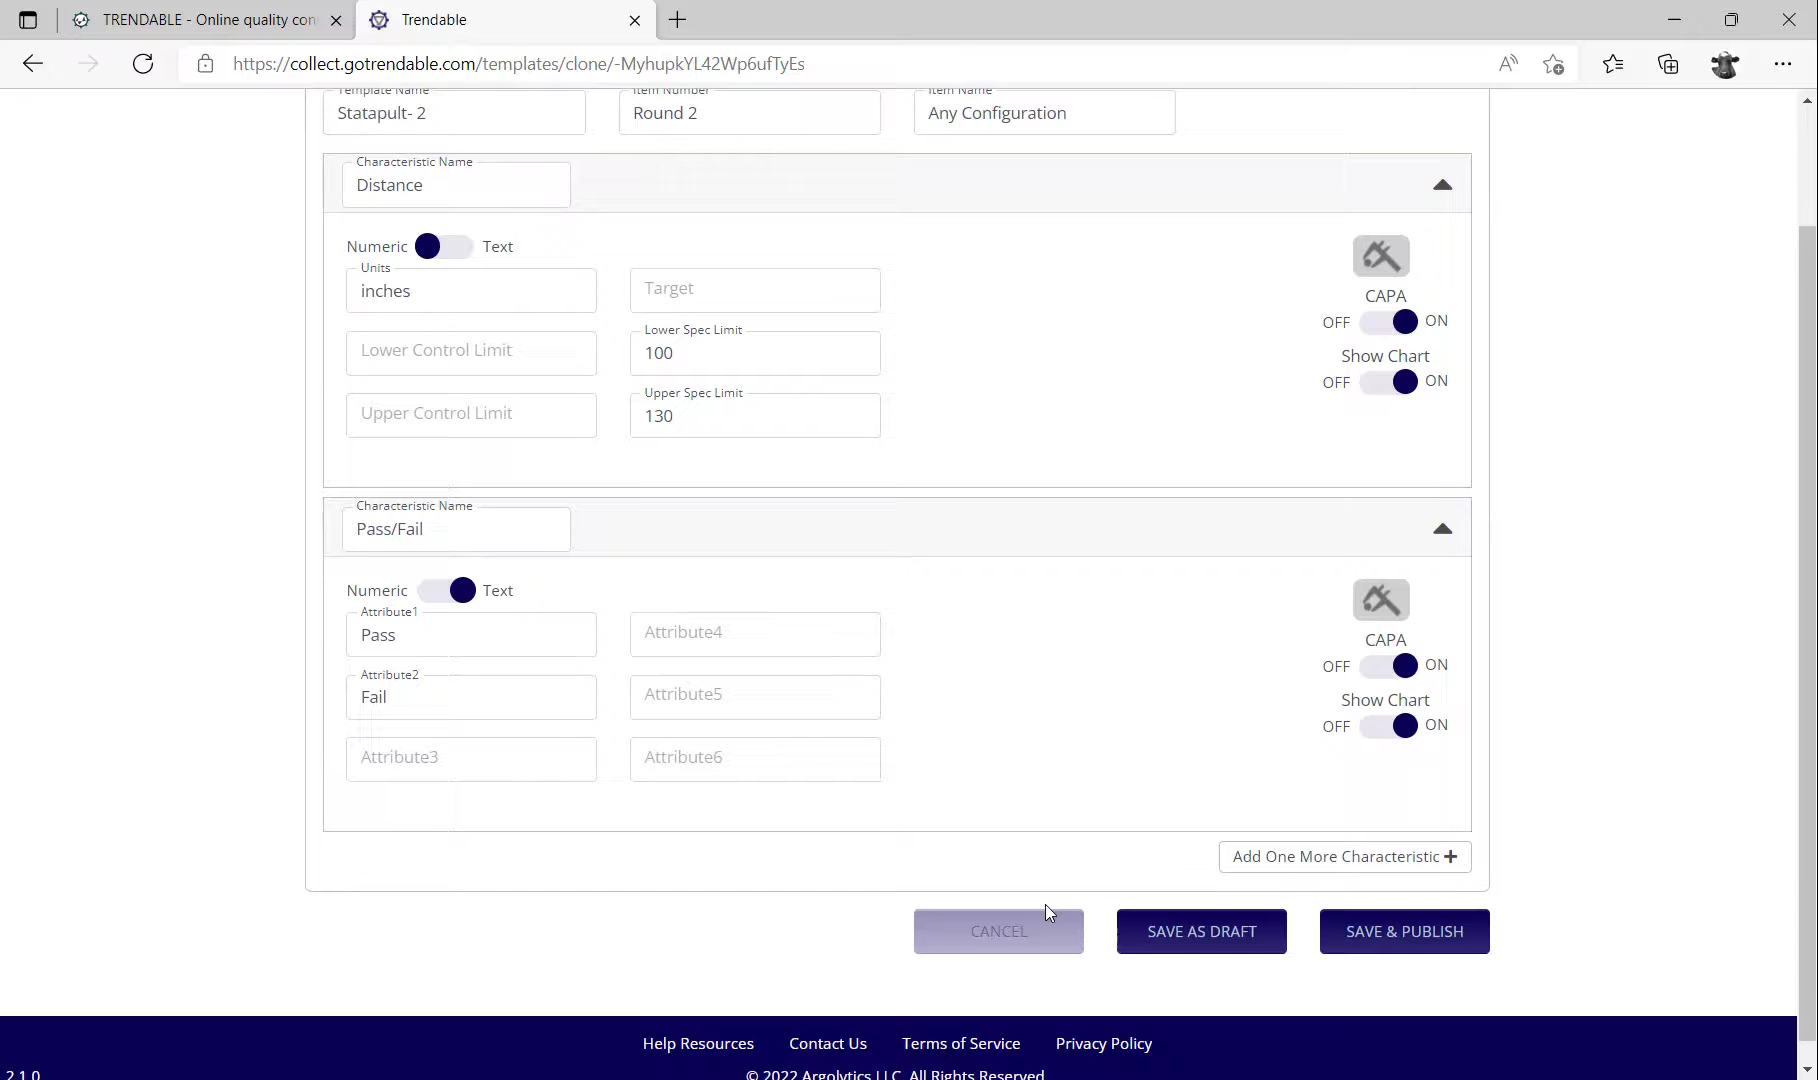 TRENDABLE - Online quality con
Trendable
https://collect.gotrendable.com/templates/clone/-MyhupkYL42Wp6ufTyEs
Template Name Item Number Item Name
Statapult- 2 Round 2 Any Configuration
Characteristic Name
Distance
Numeric Text
Units
inches Target
CAPA
OFF ON
Lower Spec Limit
Lower Control Limit 100
Show Chart
OFF ON
Upper Spec Limit
Upper Control Limit 130
Characteristic Name
Pass/Fail
Numeric Text
Attribute1
Pass Attribute4
CAPA
OFF ON
Attribute2
Fail Attribute5
Show Chart
OFF ON
Attribute3 Attribute6
Add One More Characteristic +
CANCEL SAVE AS DRAFT SAVE & PUBLISH
Help Resources Contact Us Terms of Service Privacy Policy
2.1.0 © 2022 Argolytics LLC. All Rights Reserved